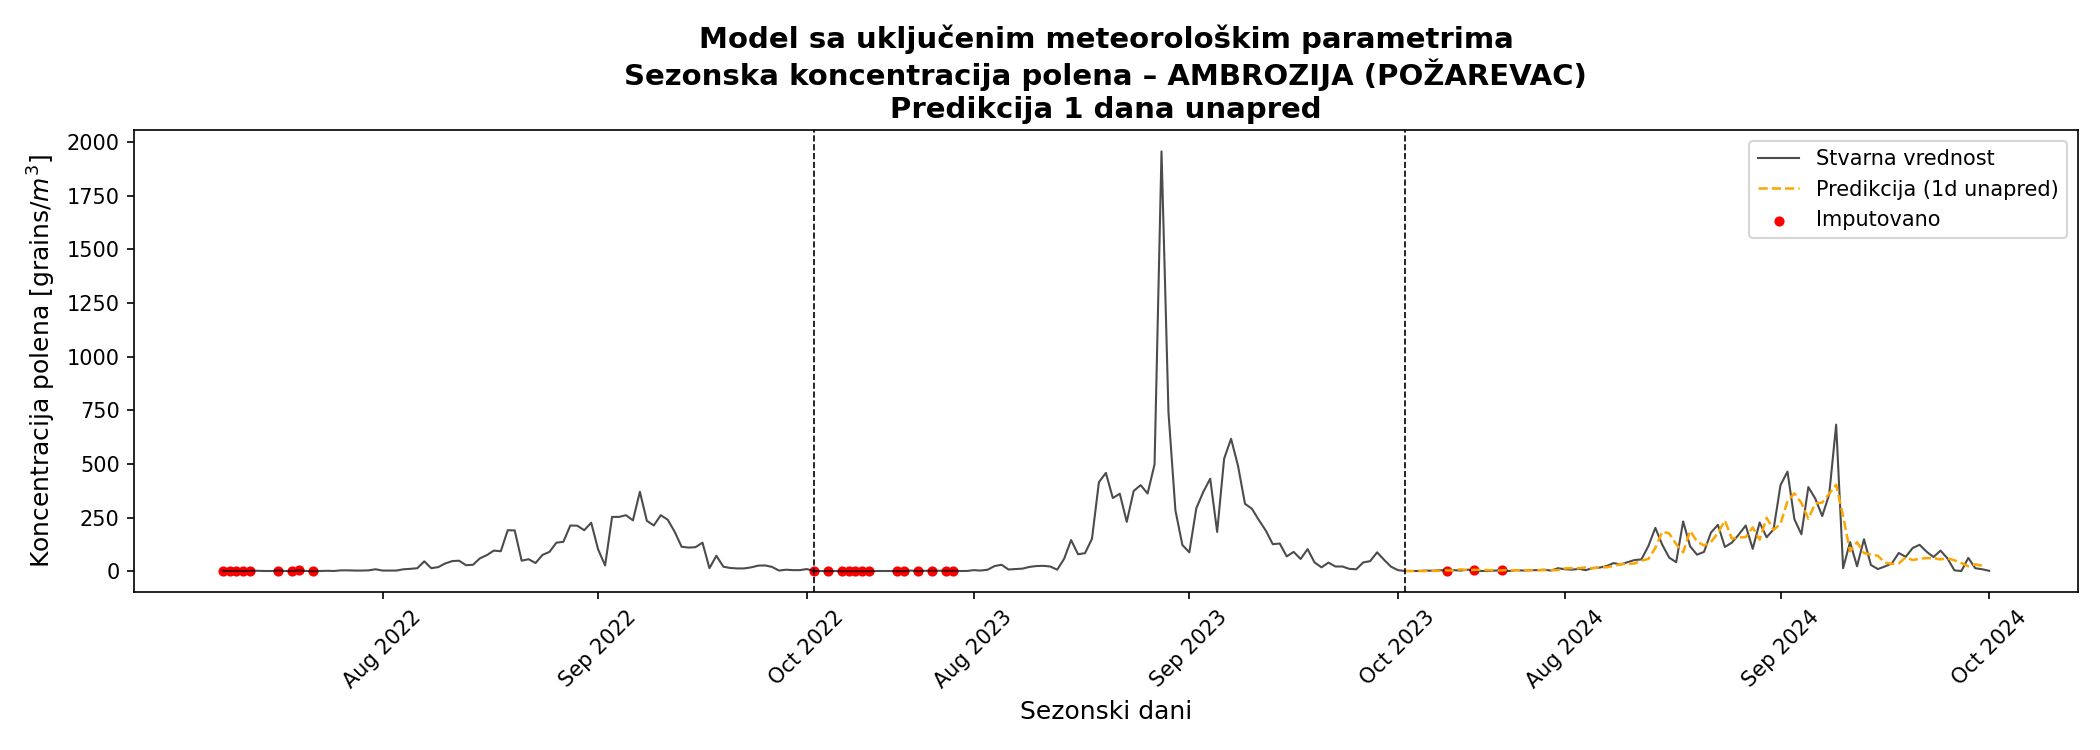 Model sa uključenim meteorološkim parametrima
Sezonska koncentracija polena – AMBROZIJA (POŽAREVAC)
Predikcija 1 dana unapred
Koncentracija polena [grains/m³]
2000
1750
1500
1250
1000
750
500
250
0
Stvarna vrednost
Predikcija (1d unapred)
Imputovano
Aug 2022
Sep 2022
Oct 2022
Aug 2023
Sep 2023
Oct 2023
Aug 2024
Sep 2024
Oct 2024
Sezonski dani